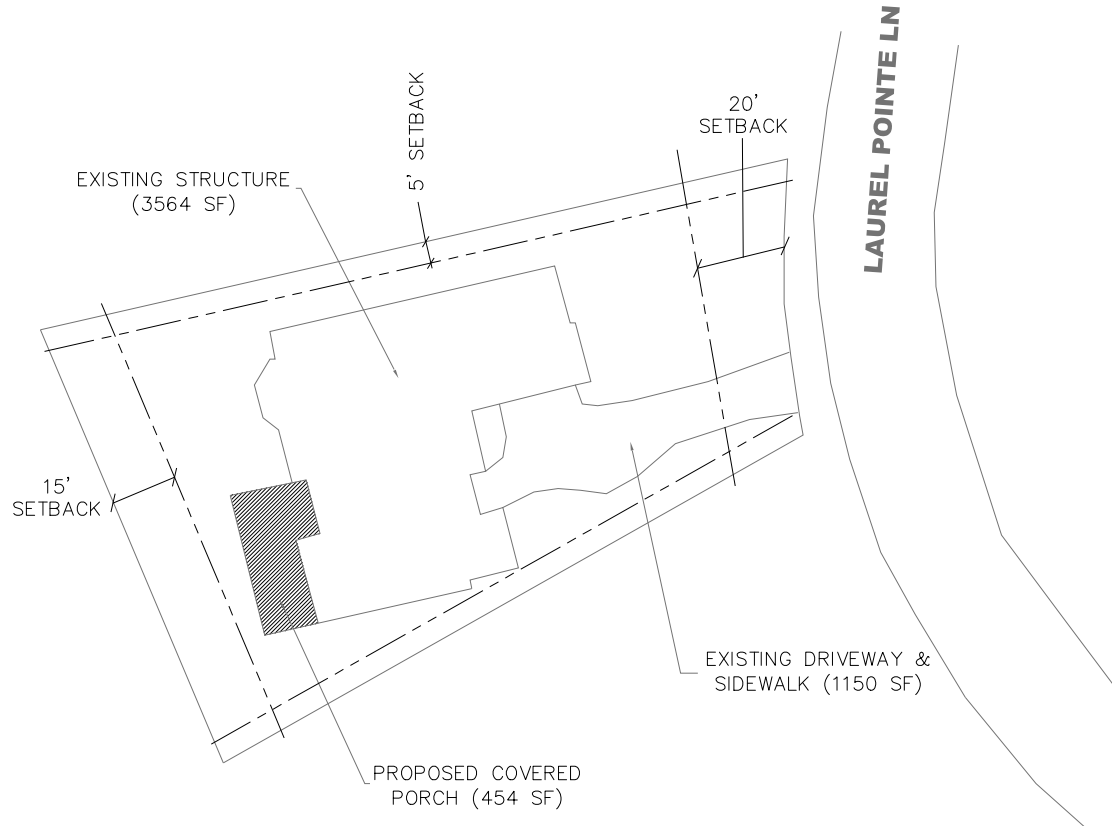 LAUREL POINTE LN
5' SETBACK
20'
SETBACK
EXISTING STRUCTURE
(3564 SF)
15'
SETBACK
EXISTING DRIVEWAY &
SIDEWALK (1150 SF)
PROPOSED COVERED
PORCH (454 SF)